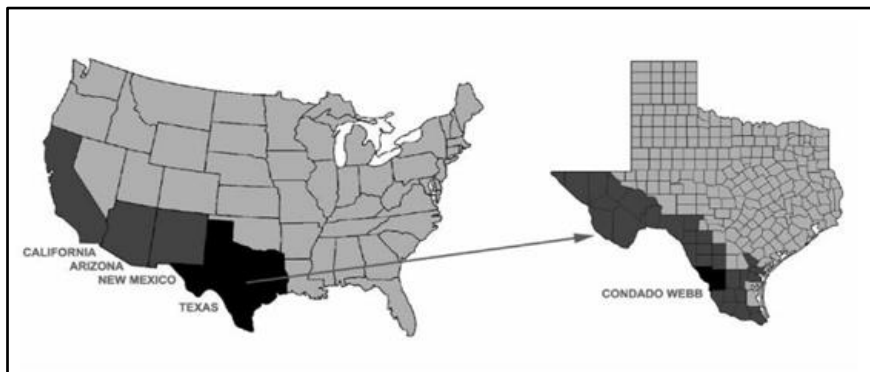 CALIFORNIA
ARIZONA
NEW MEXICO
TEXAS
CONDADO WEBB